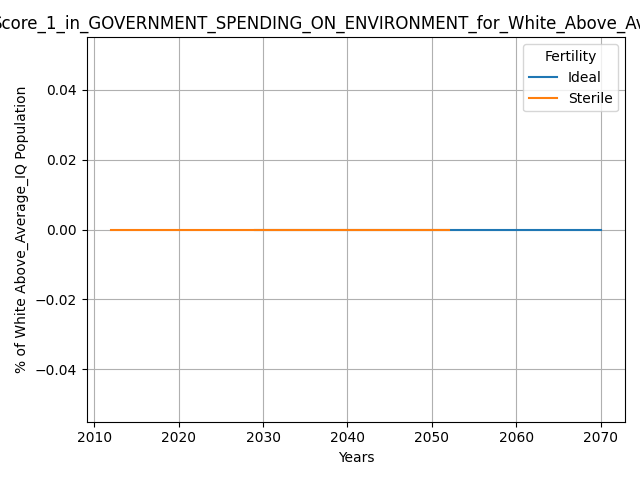 Score_1_in_GOVERNMENT_SPENDING_ON_ENVIRONMENT_for_White_Above_Av
Fertility
Ideal
Sterile
% of White Above_Average_IQ Population
0.04
0.02
0.00
−0.02
−0.04
2010 2020 2030 2040 2050 2060 2070
Years